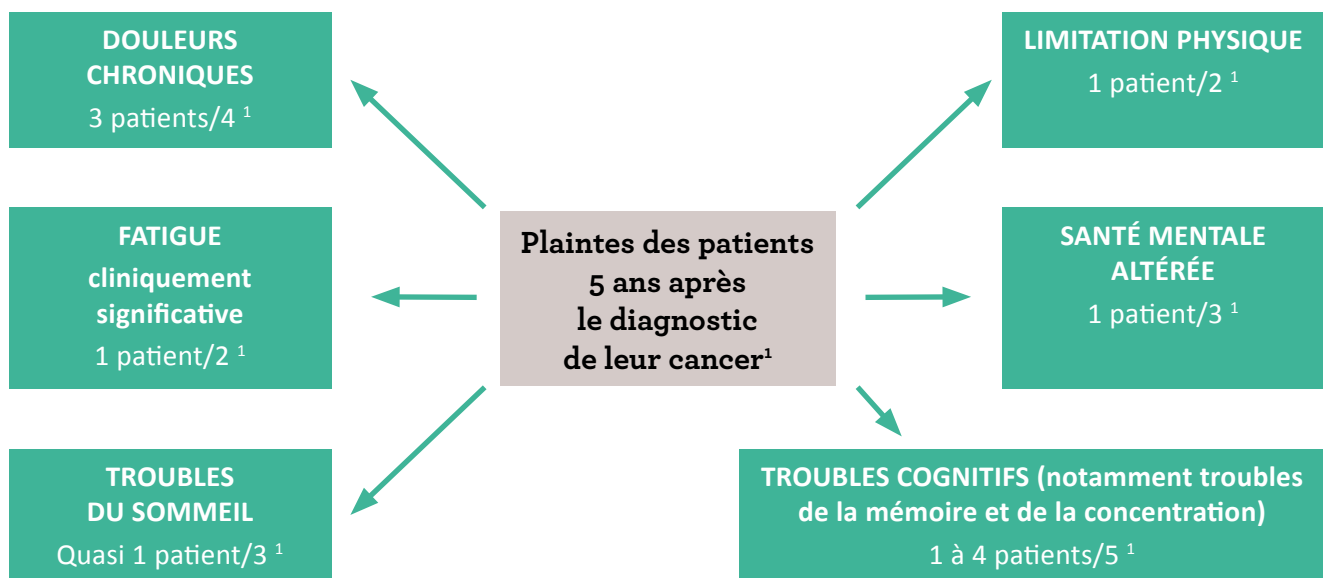 DOULEURS
CHRONIQUES
3 patients/4 ¹
FATIGUE
cliniquement
significative
1 patient/2 ¹
TROUBLES
DU SOMMEIL
Quasi 1 patient/3 ¹
Plaintes des patients
5 ans après
le diagnostic
de leur cancer¹
LIMITATION PHYSIQUE
1 patient/2 ¹
SANTÉ MENTALE
ALTÉRÉE
1 patient/3 ¹
TROUBLES COGNITIFS (notamment troubles
de la mémoire et de la concentration)
1 à 4 patients/5 ¹